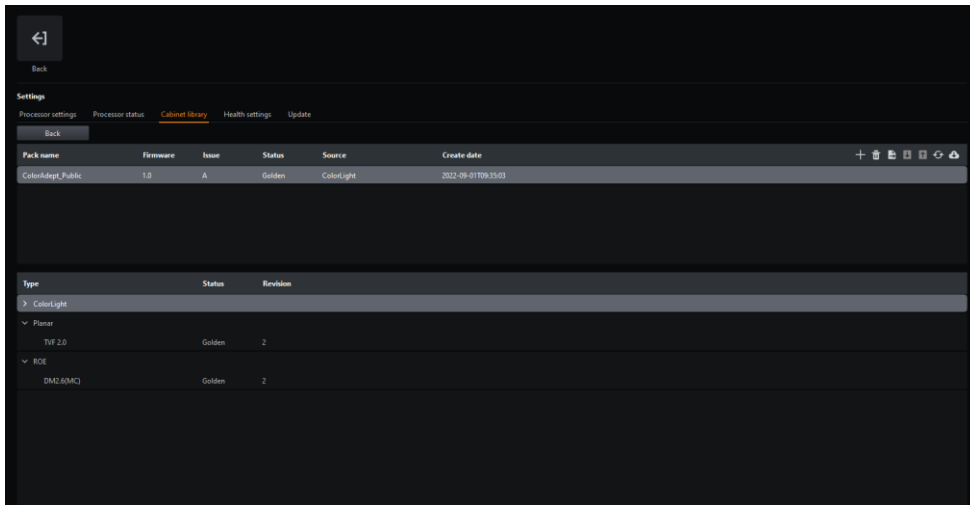 Back
Settings
Processor settings Processor status Cabinet library Health settings Update
Back
Pack name Firmware Issue Status Source Create date
ColorAdept_Public 1.0 A Golden ColorLight 2022-09-01T09:35:03
Type Status Revision
ColorLight
Planar
TVF 2.0 Golden 2
ROE
DM2.6(MC) Golden 2